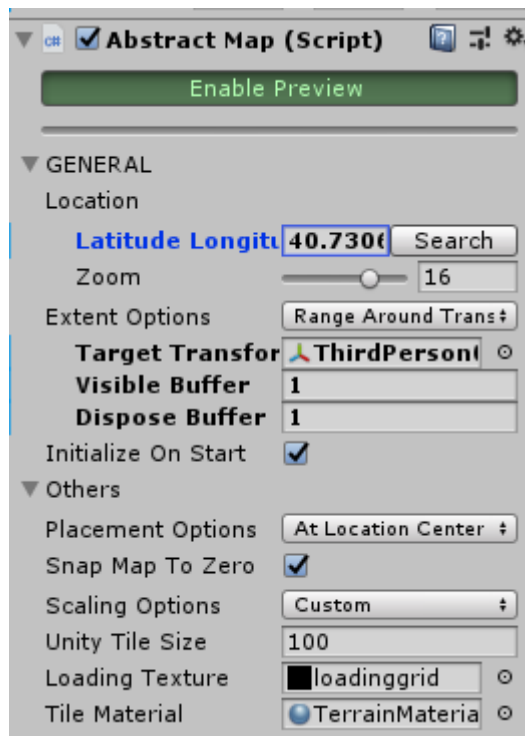 c# Abstract Map (Script)
Enable Preview
GENERAL
Location
Latitude Longitu 40.7306 Search
Zoom 16
Extent Options Range Around Trans
Target Transfor ThirdPerson
Visible Buffer 1
Dispose Buffer 1
Initialize On Start
Others
Placement Options At Location Center
Snap Map To Zero
Scaling Options Custom
Unity Tile Size 100
Loading Texture loadinggrid
Tile Material TerrainMateria